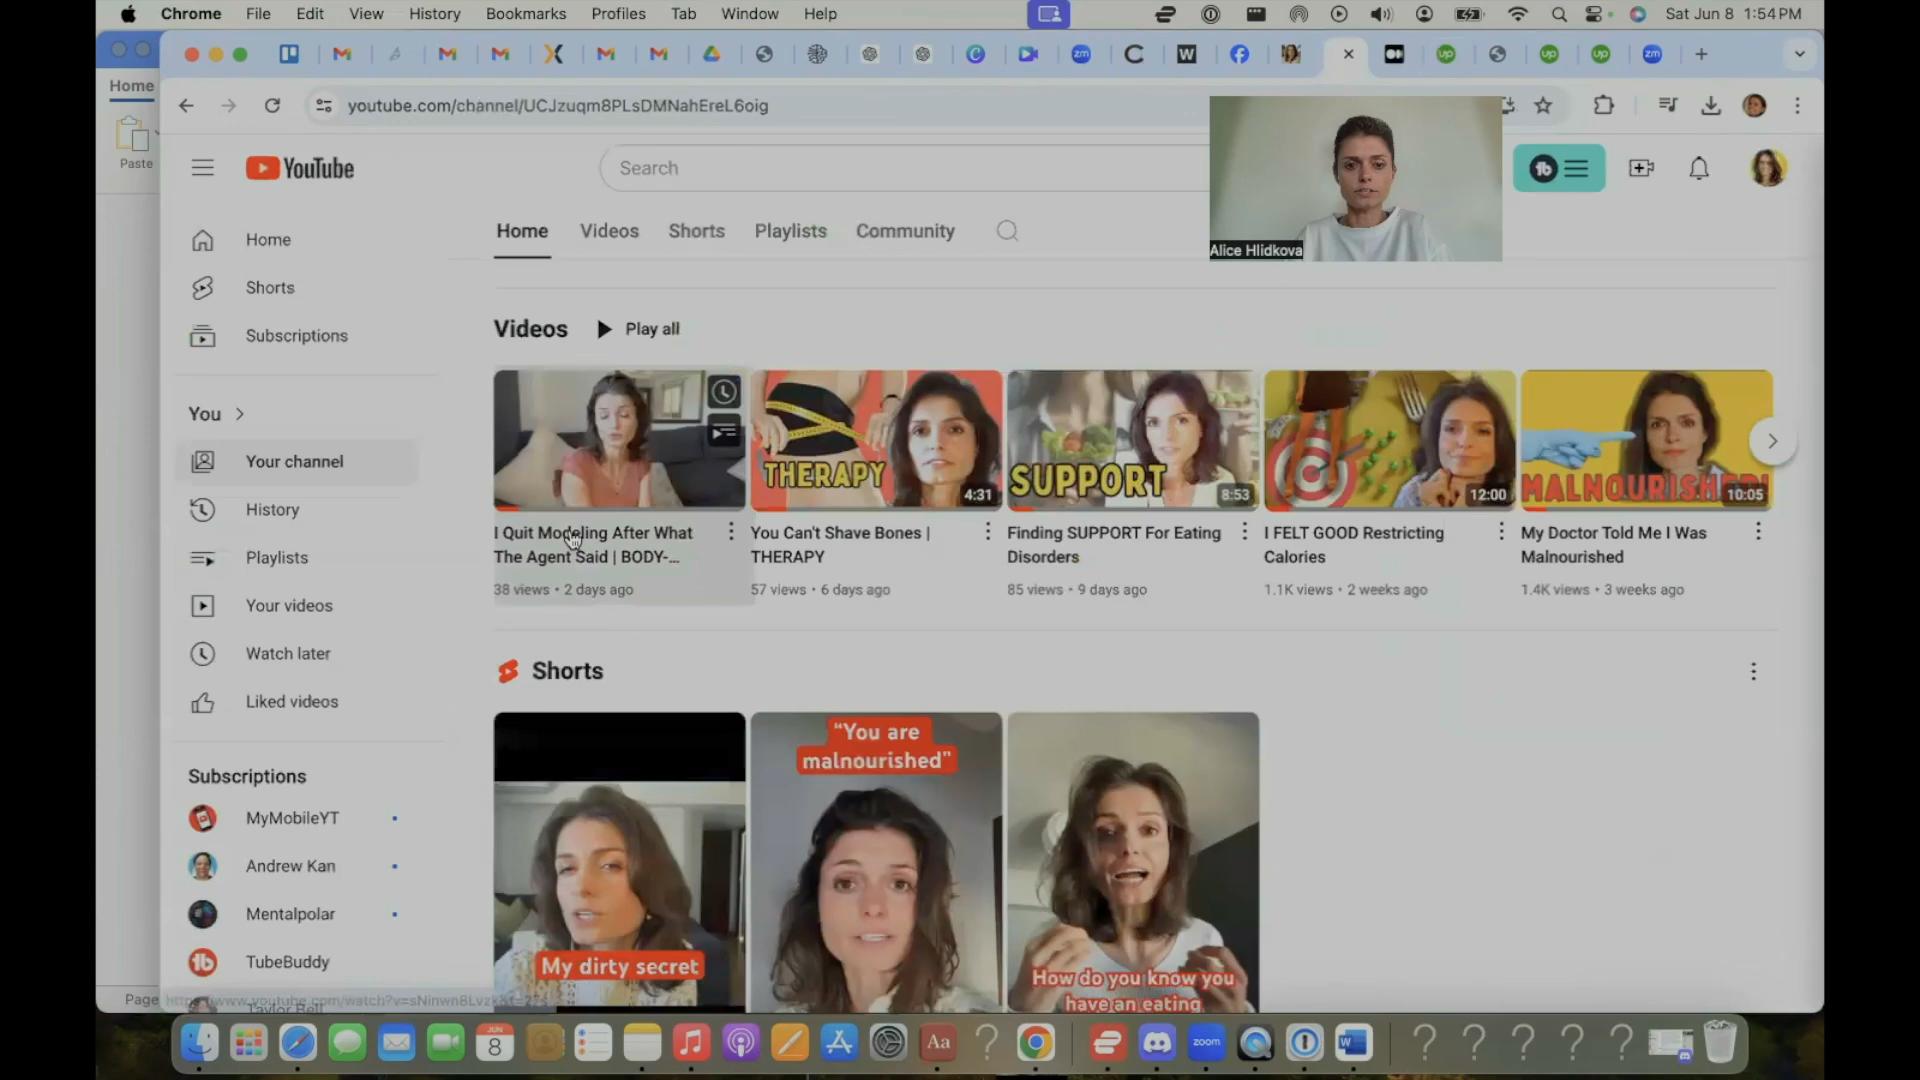 Chrome File Edit View History Bookmarks Profiles Tab Window Help
Sat Jun 8 1:54 PM
youtube.com/channel/UCJzuqm8PLsDMNahEreL6oig
Home
Paste
YouTube
Search
Alice Hlidkova
Home Videos Shorts Playlists Community
Home
Shorts
Subscriptions
You
Your channel
History
Playlists
Your videos
Watch later
Liked videos
Subscriptions
MyMobileYT
Andrew Kan
Mentalpolar
TubeBuddy
Taylor Bell
Videos Play all
THERAPY
4:31
SUPPORT
8:53
12:00
MALNOURISHED
10:05
I Quit Modeling After What
The Agent Said | BODY-...
38 views • 2 days ago
You Can't Shave Bones |
THERAPY
57 views • 6 days ago
Finding SUPPORT For Eating
Disorders
85 views • 9 days ago
I FELT GOOD Restricting
Calories
1.1K views • 2 weeks ago
My Doctor Told Me I Was
Malnourished
1.4K views • 3 weeks ago
Shorts
My dirty secret
“You are
malnourished”
How do you know you
have an eating
Page
JUN
8
Aa
zoom
W